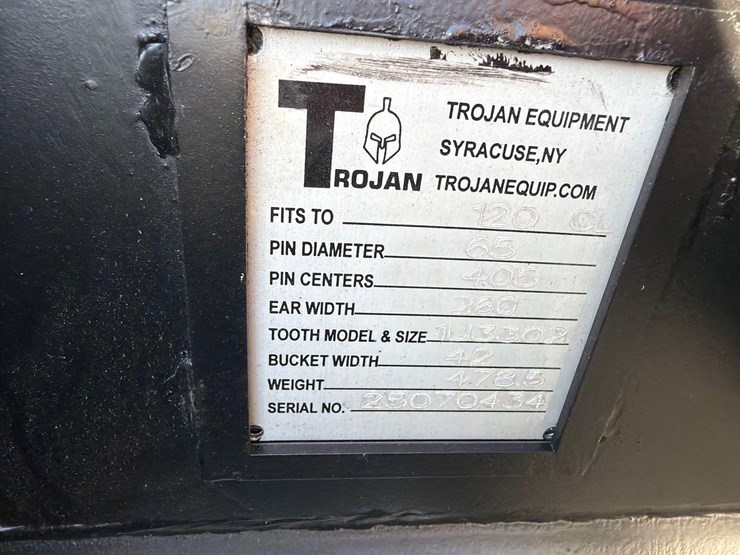 TROJAN
TROJAN EQUIPMENT
SYRACUSE,NY
TROJANEQUIP.COM
FITS TO 120 CL
PIN DIAMETER 65
PIN CENTERS 405
EAR WIDTH
TOOTH MODEL & SIZE 1U3302
BUCKET WIDTH 42
WEIGHT 478.5
SERIAL NO. 25070434